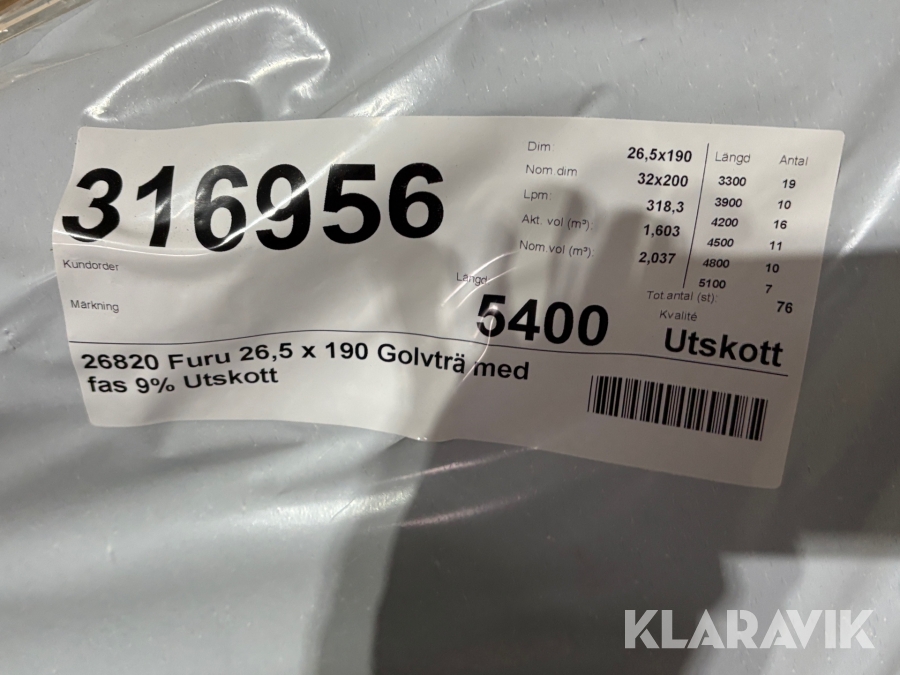 316956
Kundorder
Märkning
Längd
5400
Dim: 26,5x190
Nom dim 32x200
Lpm: 318,3
Akt. vol (m³): 1,603
Nom.vol (m³): 2,037
Längd Antal
3300 19
3900 10
4200 16
4500 11
4800 10
5100 7
Tot.antal (st): 76
Kvalité
Utskott
26820 Furu 26,5 x 190 Golvträ med
fas 9% Utskott
KLARAVIK